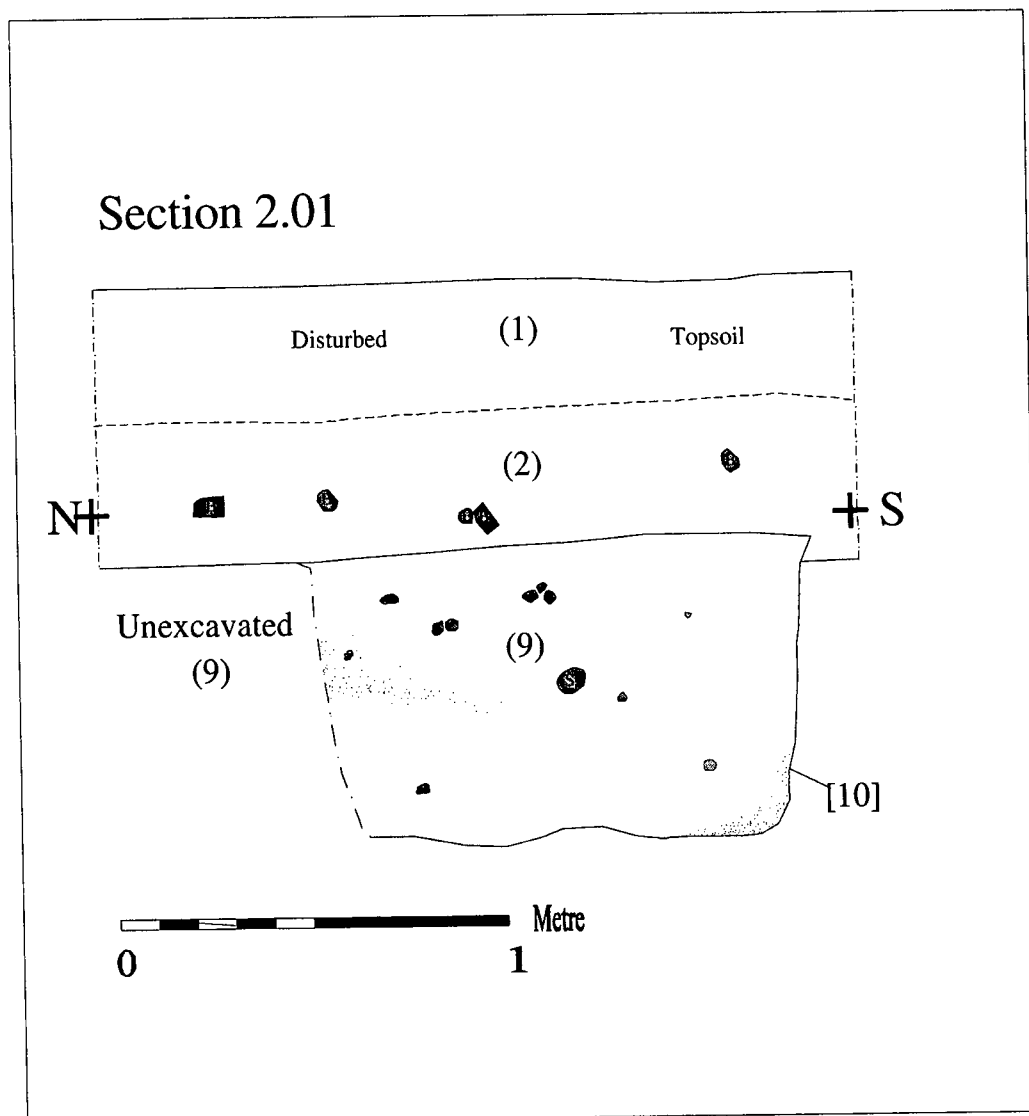 Section 2.01
Disturbed (1) Topsoil
(2)
N S
Unexcavated
(9)
(9)
S
[10]
Metre
0 1